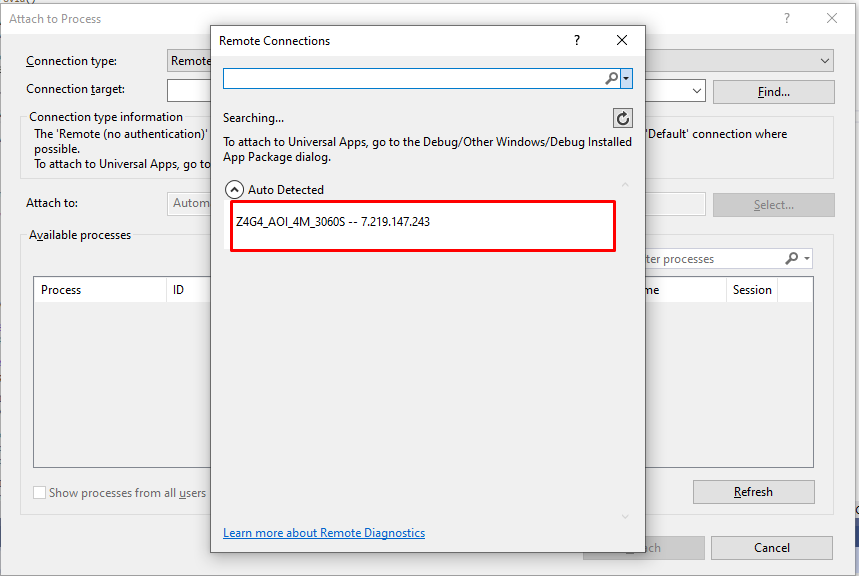 Attach to Process
Remote Connections
Connection type:
Remote
Connection target:
Find...
Searching...
Connection type information
The 'Remote (no authentication)'
'Default' connection where
possible.
To attach to Universal Apps, go to
To attach to Universal Apps, go to the Debug/Other Windows/Debug Installed
App Package dialog.
Auto Detected
Attach to:
Autom
Select...
Z4G4_AOI_4M_3060S -- 7.219.147.243
Available processes
ter processes
Process
ID
me
Session
Show processes from all users
Refresh
Learn more about Remote Diagnostics
Cancel